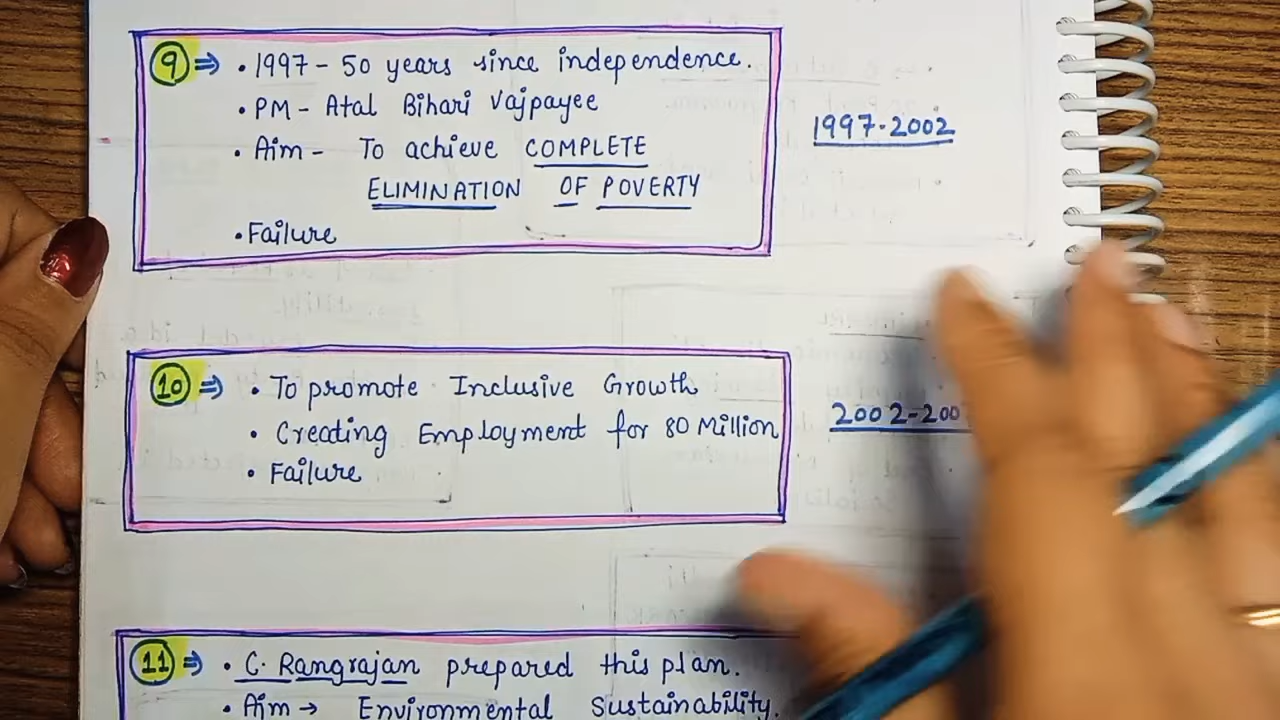 9 ⇒ • 1997 - 50 years since independence.
• PM - Atal Bihari Vajpayee
1997-2002
• Aim - To achieve COMPLETE
ELIMINATION OF POVERTY
• Failure
10 ⇒ • To promote Inclusive Growth
• Creating Employment for 80 Million
2002-200
• Failure
11 ⇒ • C. Rangrajan prepared this plan.
• Aim → Environmental Sustainability.